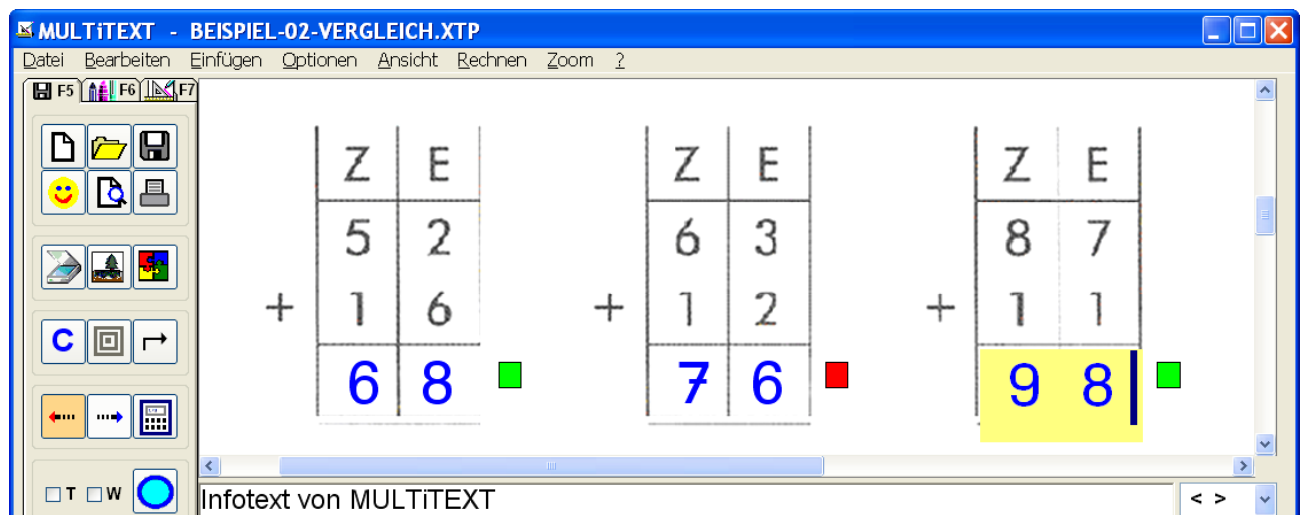 MULTiTEXT - BEISPIEL-02-VERGLEICH.XTP
Datei Bearbeiten Einfügen Optionen Ansicht Rechnen Zoom ?
F5 F6 F7
Z E
5 2
+ 1 6
6 8
Z E
6 3
+ 1 2
7 6
Z E
8 7
+ 1 1
9 8
C
T W
Infotext von MULTiTEXT
< >